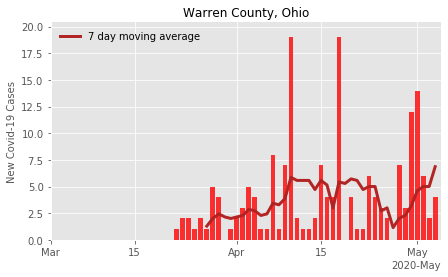 Warren County, Ohio
7 day moving average
New Covid-19 Cases
20.0
17.5
15.0
12.5
10.0
7.5
5.0
2.5
0.0
Mar
15
Apr
15
May
2020-May